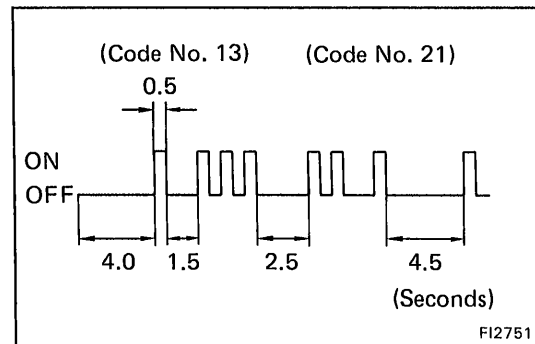 (Code No. 13) (Code No. 21)
0.5
ON
OFF
4.0 1.5 2.5 4.5
(Seconds)
FI2751